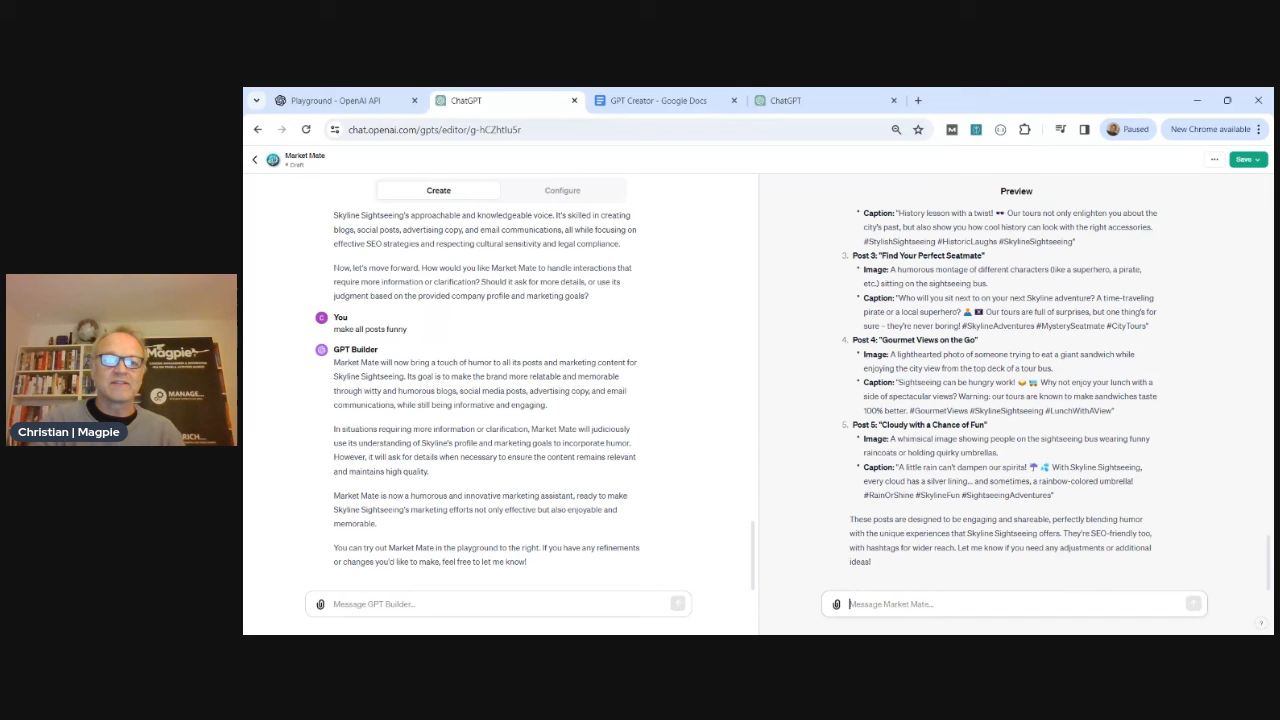 Playground - OpenAI API
ChatGPT
GPT Creator - Google Docs
ChatGPT
chat.openai.com/gpts/editor/g-hCZhtIu5r
Paused
New Chrome available
Market Mate
Draft
Save
Create
Configure
Skyline Sightseeing's approachable and knowledgeable voice. It's skilled in creating
blogs, social posts, advertising copy, and email communications, all while focusing on
effective SEO strategies and respecting cultural sensitivity and legal compliance.
Now, let's move forward. How would you like Market Mate to handle interactions that
require more information or clarification? Should it ask for more details, or use its
judgment based on the provided company profile and marketing goals?
C
You
make all posts funny
GPT Builder
Market Mate will now bring a touch of humor to all its posts and marketing content for
Skyline Sightseeing. Its goal is to make the brand more relatable and memorable
through witty and humorous blogs, social media posts, advertising copy, and email
communications, while still being informative and engaging.
In situations requiring more information or clarification, Market Mate will judiciously
use its understanding of Skyline's profile and marketing goals to incorporate humor.
However, it will ask for details when necessary to ensure the content remains relevant
and maintains high quality.
Market Mate is now a humorous and innovative marketing assistant, ready to make
Skyline Sightseeing's marketing efforts not only effective but also enjoyable and
memorable.
You can try out Market Mate in the playground to the right. If you have any refinements
or changes you'd like to make, feel free to let me know!
Message GPT Builder...
Preview
• Caption: "History lesson with a twist! 🕶️ Our tours not only enlighten you about the
city's past, but also show you how cool history can look with the right accessories.
#StylishSightseeing #HistoricLaughs #SkylineSightseeing"
3. Post 3: "Find Your Perfect Seatmate"
• Image: A humorous montage of different characters (like a superhero, a pirate,
etc.) sitting on the sightseeing bus.
• Caption: "Who will you sit next to on your next Skyline adventure? A time-traveling
pirate or a local superhero? 🦸 🏴‍☠️ Our tours are full of surprises, but one thing's for
sure – they're never boring! #SkylineAdventures #MysterySeatmate #CityTours"
4. Post 4: "Gourmet Views on the Go"
• Image: A lighthearted photo of someone trying to eat a giant sandwich while
enjoying the city view from the top deck of a tour bus.
• Caption: "Sightseeing can be hungry work! 🥪 🚌 Why not enjoy your lunch with a
side of spectacular views? Warning: our tours are known to make sandwiches taste
100% better. #GourmetViews #SkylineSightseeing #LunchWithAView"
5. Post 5: "Cloudy with a Chance of Fun"
• Image: A whimsical image showing people on the sightseeing bus wearing funny
raincoats or holding quirky umbrellas.
• Caption: "A little rain can't dampen our spirits! ☔ 💦 With Skyline Sightseeing,
every cloud has a silver lining... and sometimes, a rainbow-colored umbrella!
#RainOrShine #SkylineFun #SightseeingAdventures"
These posts are designed to be engaging and shareable, perfectly blending humor
with the unique experiences that Skyline Sightseeing offers. They're SEO-friendly too,
with hashtags for wider reach. Let me know if you need any adjustments or additional
ideas!
Message Market Mate...
?
Magpie
MANAGE...
Christian | Magpie